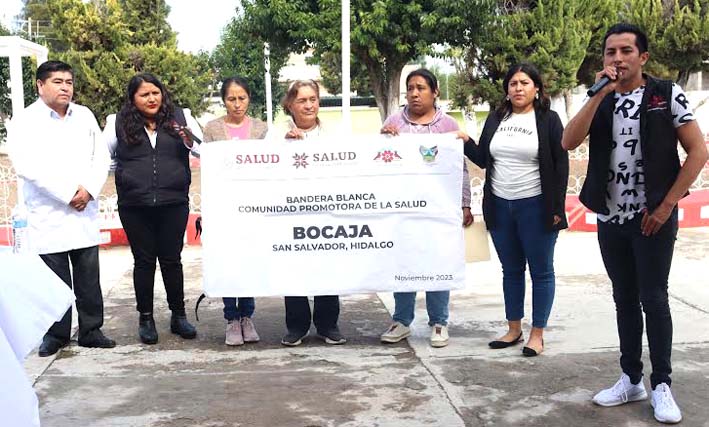 SALUD SALUD
BANDERA BLANCA
COMUNIDAD PROMOTORA DE LA SALUD
BOCAJA
SAN SALVADOR, HIDALGO
Noviembre 2023
CALIFORNIA